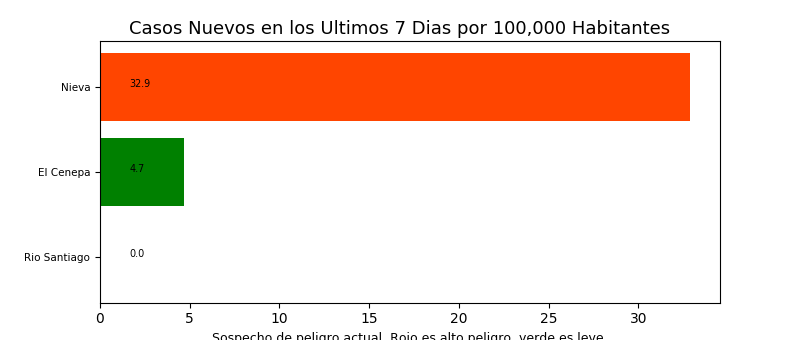 Casos Nuevos en los Ultimos 7 Dias por 100,000 Habitantes
Nieva
32.9
El Cenepa
4.7
Rio Santiago
0.0
0 5 10 15 20 25 30
Sospecho de peligro actual. Rojo es alto peligro, verde es leve